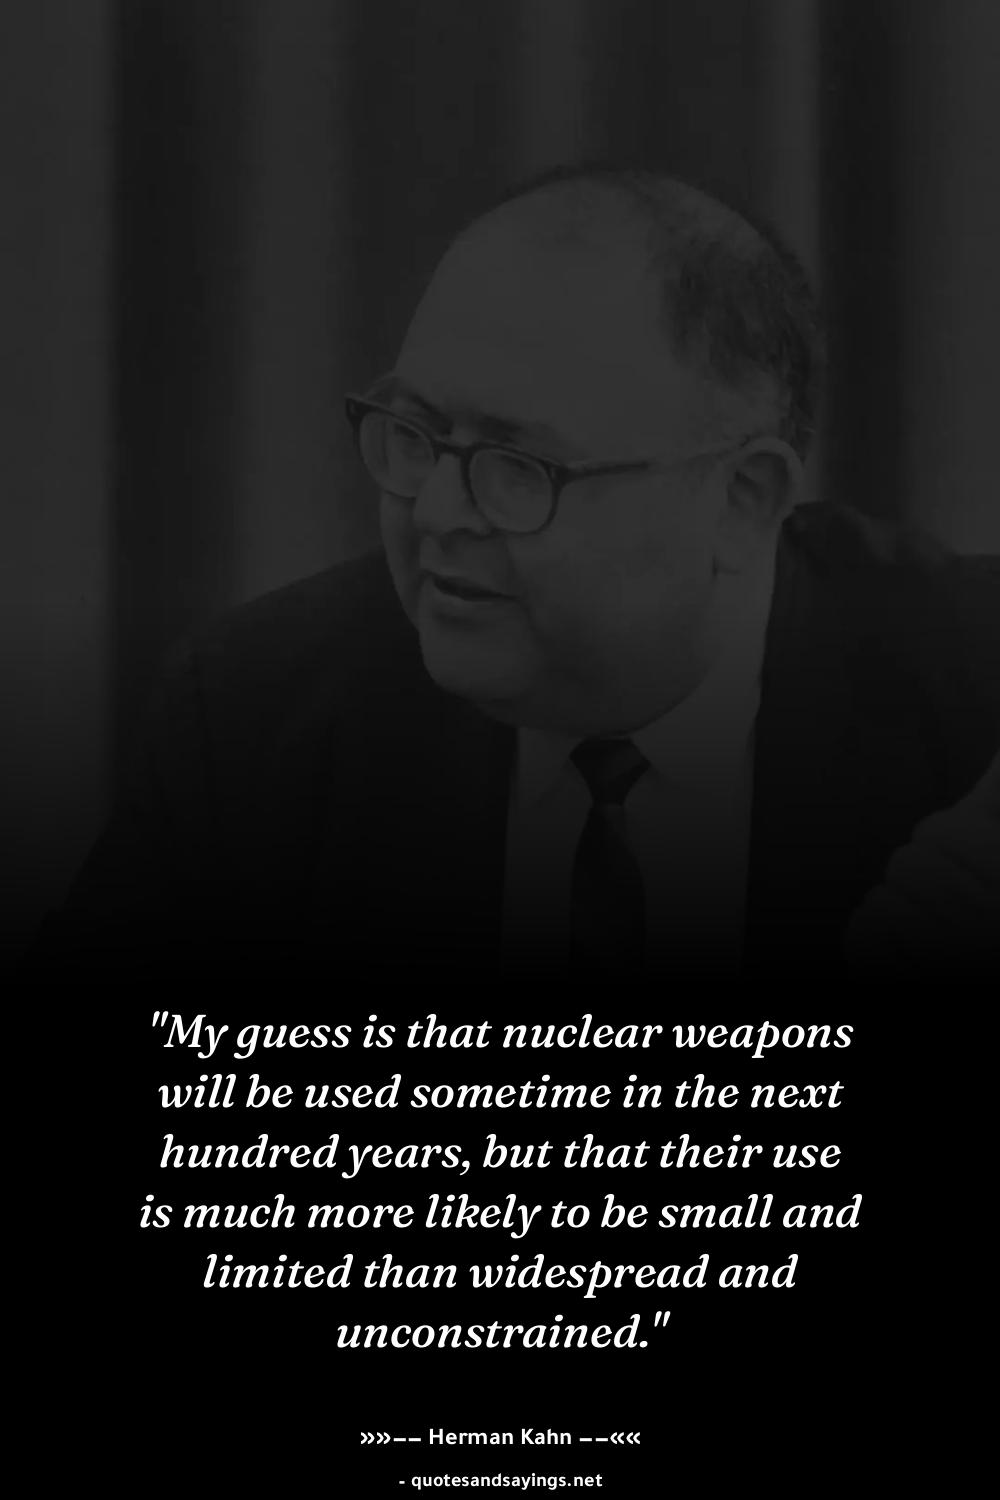 "My guess is that nuclear weapons
will be used sometime in the next
hundred years, but that their use
is much more likely to be small and
limited than widespread and
unconstrained."
»»–– Herman Kahn ––««
- quotesandsayings.net